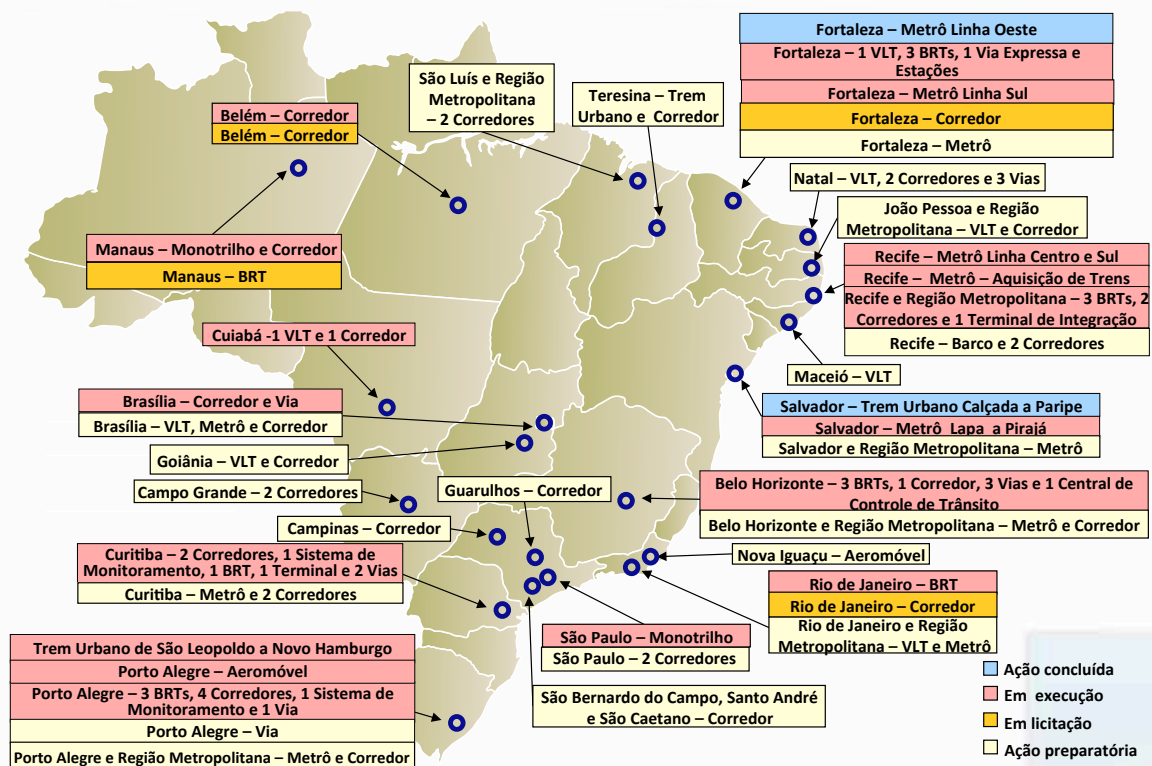 Fortaleza – Metrô Linha Oeste
Fortaleza – 1 VLT, 3 BRTs, 1 Via Expressa e
Estações
Fortaleza – Metrô Linha Sul
Fortaleza – Corredor
Fortaleza – Metrô
São Luís e Região
Metropolitana
– 2 Corredores
Teresina – Trem
Urbano e Corredor
Belém – Corredor
Belém – Corredor
Natal – VLT, 2 Corredores e 3 Vias
João Pessoa e Região
Metropolitana – VLT e Corredor
Manaus – Monotrilho e Corredor
Manaus – BRT
Recife – Metrô Linha Centro e Sul
Recife – Metrô – Aquisição de Trens
Recife e Região Metropolitana – 3 BRTs, 2
Corredores e 1 Terminal de Integração
Recife – Barco e 2 Corredores
Cuiabá -1 VLT e 1 Corredor
Maceió – VLT
Brasília – Corredor e Via
Brasília – VLT, Metrô e Corredor
Salvador – Trem Urbano Calçada a Paripe
Salvador – Metrô Lapa a Pirajá
Salvador e Região Metropolitana – Metrô
Goiânia – VLT e Corredor
Campo Grande – 2 Corredores
Guarulhos – Corredor
Belo Horizonte – 3 BRTs, 1 Corredor, 3 Vias e 1 Central de
Controle de Trânsito
Belo Horizonte e Região Metropolitana – Metrô e Corredor
Campinas – Corredor
Nova Iguaçu – Aeromóvel
Curitiba – 2 Corredores, 1 Sistema de
Monitoramento, 1 BRT, 1 Terminal e 2 Vias
Curitiba – Metrô e 2 Corredores
Rio de Janeiro – BRT
Rio de Janeiro – Corredor
Rio de Janeiro e Região
Metropolitana – VLT e Metrô
São Paulo – Monotrilho
São Paulo – 2 Corredores
Trem Urbano de São Leopoldo a Novo Hamburgo
Porto Alegre – Aeromóvel
Porto Alegre – 3 BRTs, 4 Corredores, 1 Sistema de
Monitoramento e 1 Via
Porto Alegre – Via
Porto Alegre e Região Metropolitana – Metrô e Corredor
São Bernardo do Campo, Santo André
e São Caetano – Corredor
Ação concluída
Em execução
Em licitação
Ação preparatória